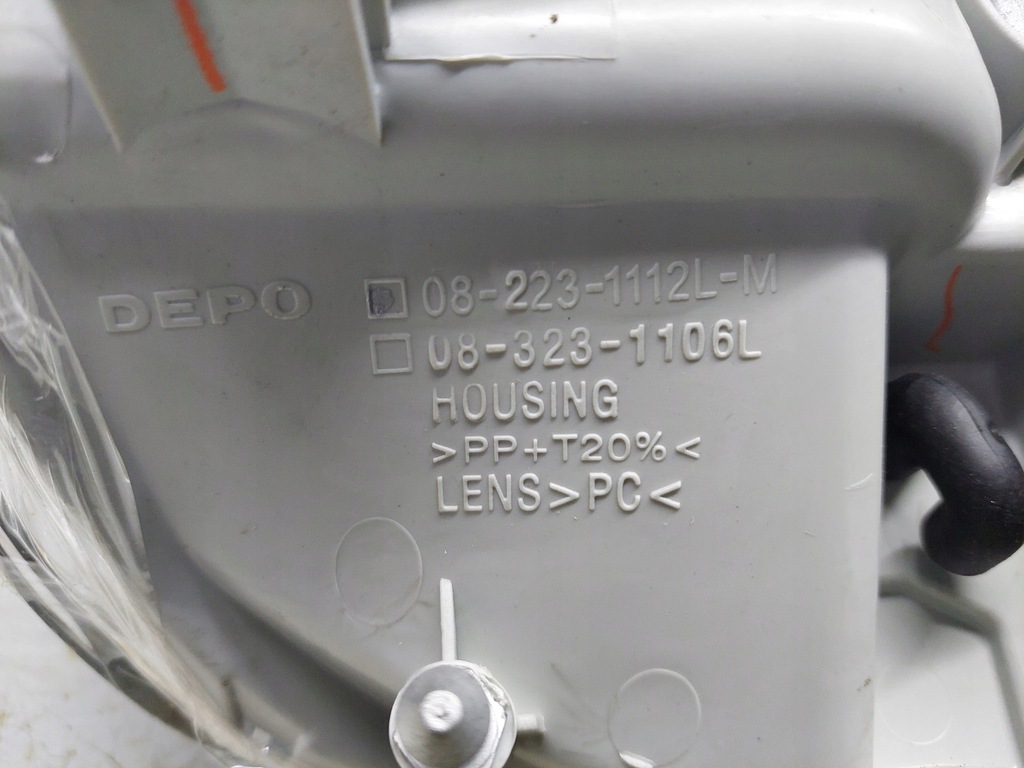 DEPO 08-223-1112L-M
08-323-1106L
HOUSING
>PP+T20%<
LENS>PC<